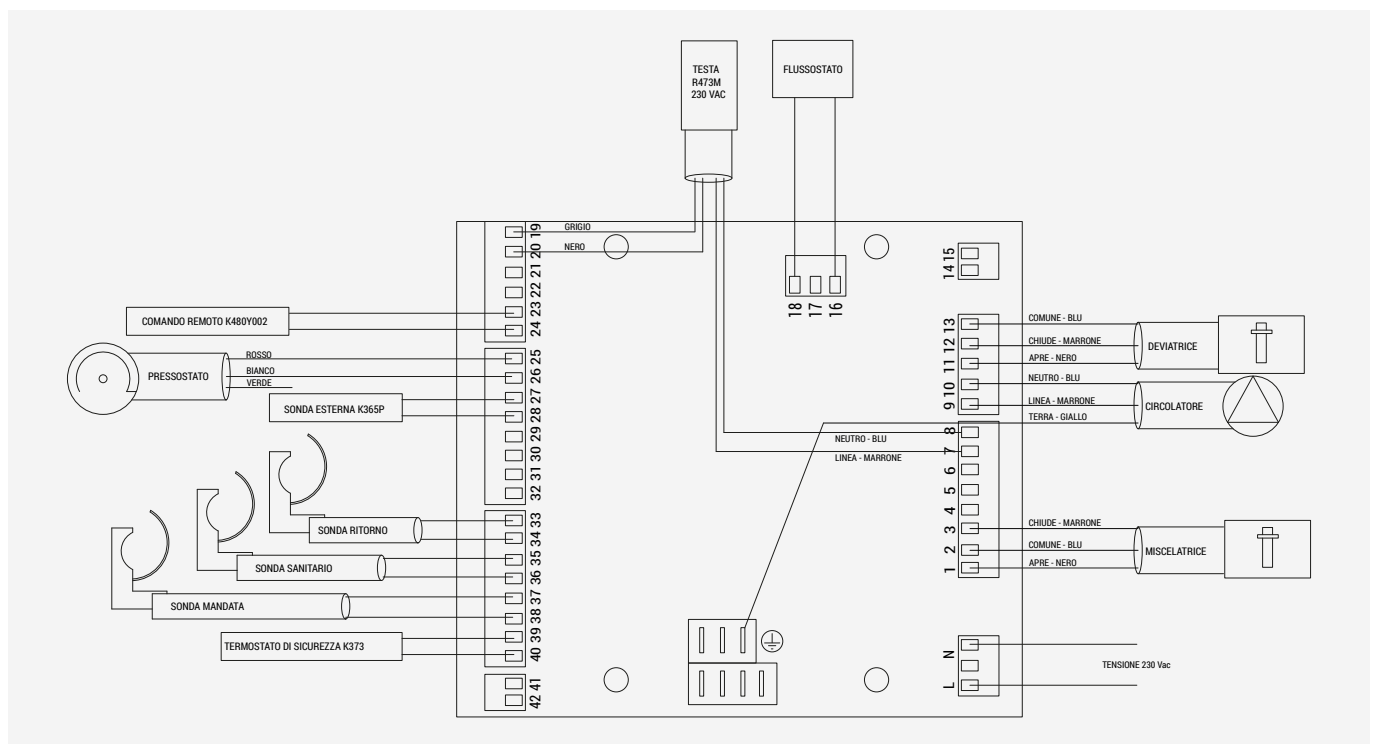 TESTA
R473M
230 VAC
FLUSSOSTATO
GRIGIO
NERO
19
20
21
22
23
24
COMANDO REMOTO K480Y002
PRESSOSTATO
ROSSO
BIANCO
VERDE
SONDA ESTERNA K365P
25
26
27
28
29
30
31
32
SONDA RITORNO
SONDA SANITARIO
SONDA MANDATA
TERMOSTATO DI SICUREZZA K373
33
34
35
36
37
38
39
40
41
42
18
17
16
15
14
13
12
11
10
9
COMUNE - BLU
CHIUDE - MARRONE
APRE - NERO
DEVIATRICE
NEUTRO - BLU
LINEA - MARRONE
TERRA - GIALLO
CIRCOLATORE
NEUTRO - BLU
LINEA - MARRONE
8
7
6
5
4
3
2
1
CHIUDE - MARRONE
COMUNE - BLU
APRE - NERO
MISCELATRICE
N
L
TENSIONE 230 Vac